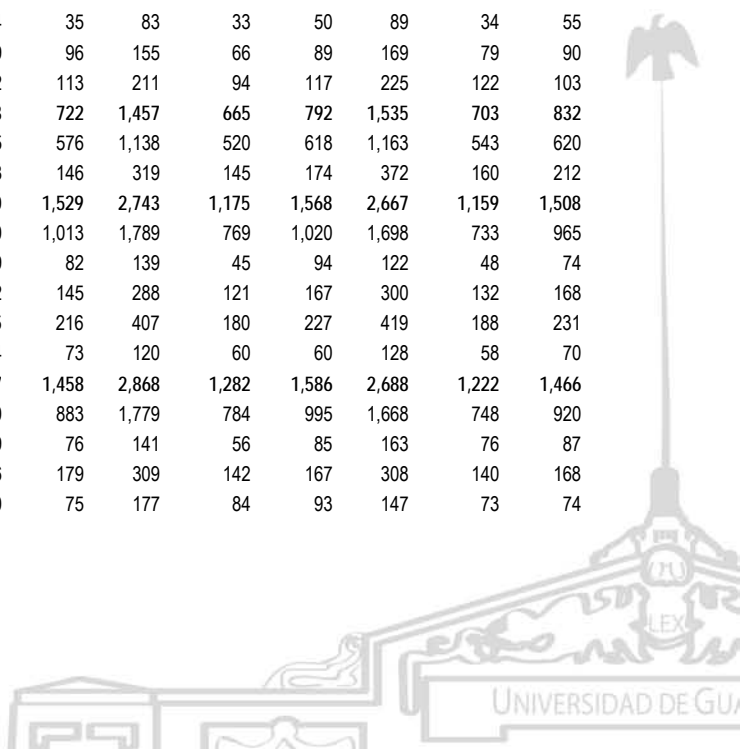 35 83 33 50 89 34 55
96 155 66 89 169 79 90
113 211 94 117 225 122 103
722 1,457 665 792 1,535 703 832
576 1,138 520 618 1,163 543 620
146 319 145 174 372 160 212
1,529 2,743 1,175 1,568 2,667 1,159 1,508
1,013 1,789 769 1,020 1,698 733 965
82 139 45 94 122 48 74
145 288 121 167 300 132 168
216 407 180 227 419 188 231
73 120 60 60 128 58 70
1,458 2,868 1,282 1,586 2,688 1,222 1,466
883 1,779 784 995 1,668 748 920
76 141 56 85 163 76 87
179 309 142 167 308 140 168
75 177 84 93 147 73 74
LEX
UNIVERSIDAD DE GUA